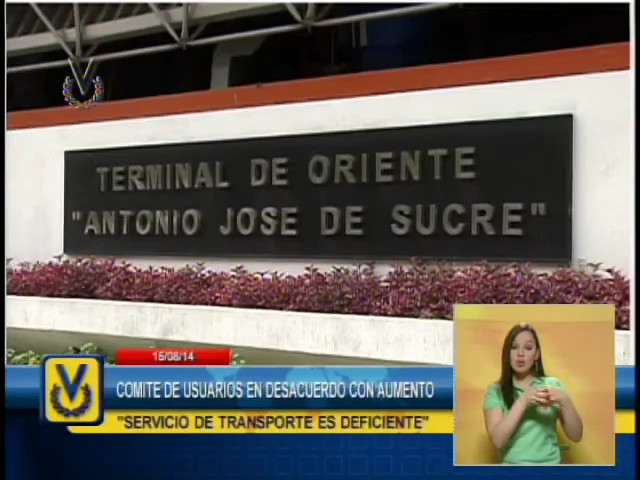 TERMINAL DE ORIENTE
"ANTONIO JOSE DE SUCRE"
15/08/14
COMITE DE USUARIOS EN DESACUERDO CON AUMENTO
"SERVICIO DE TRANSPORTE ES DEFICIENTE"